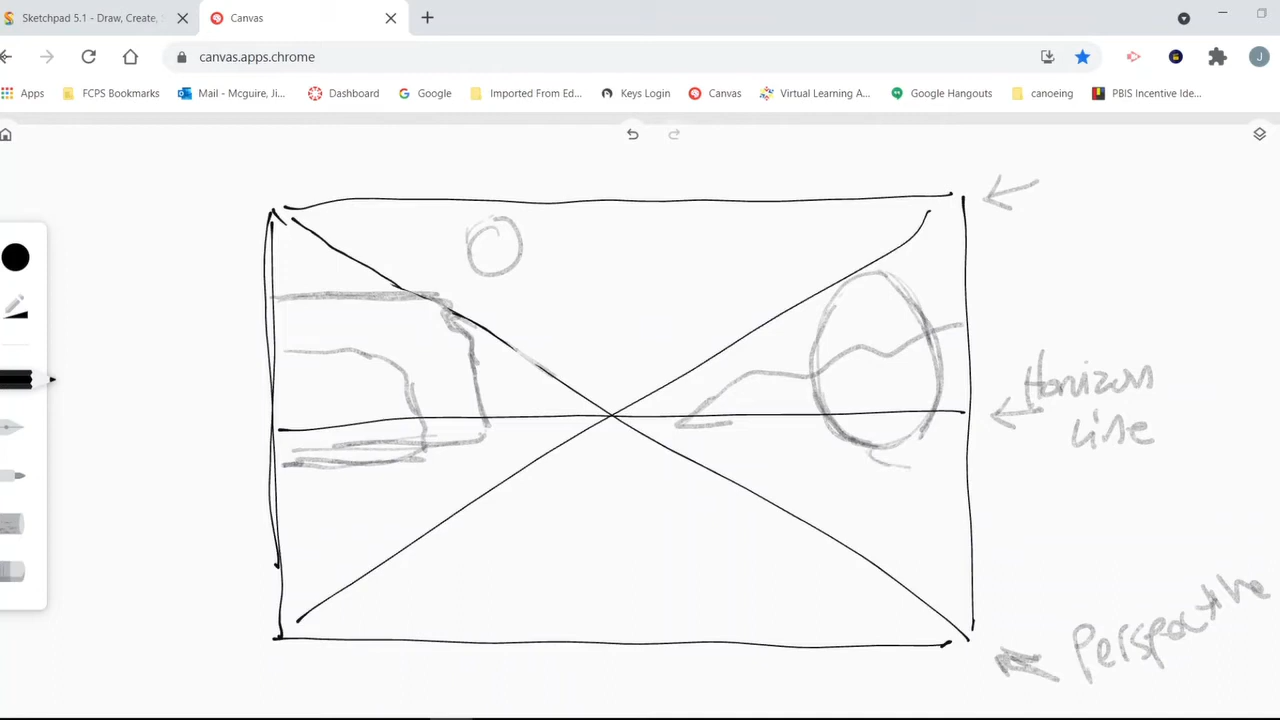 Sketchpad 5.1 - Draw, Create,
Canvas
canvas.apps.chrome
J
Apps
FCPS Bookmarks
Mail - Mcguire, Ji...
Dashboard
Google
Imported From Ed...
Keys Login
Canvas
Virtual Learning A...
Google Hangouts
canoeing
PBIS Incentive Ide...
Horizon
Line
Perspective